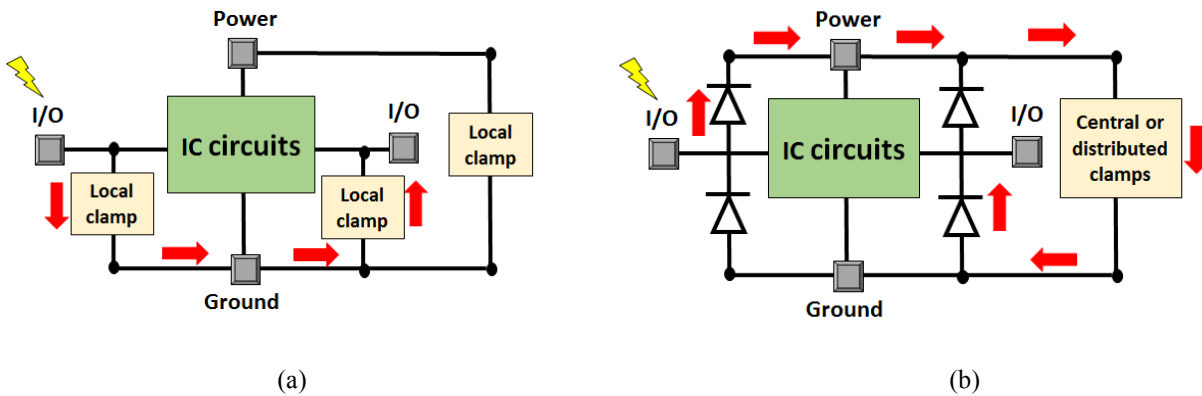 Power
I/O
IC circuits
I/O
Local
clamp
Local
clamp
Local
clamp
Ground
(a)
Power
I/O
IC circuits
I/O
Central or
distributed
clamps
Ground
(b)